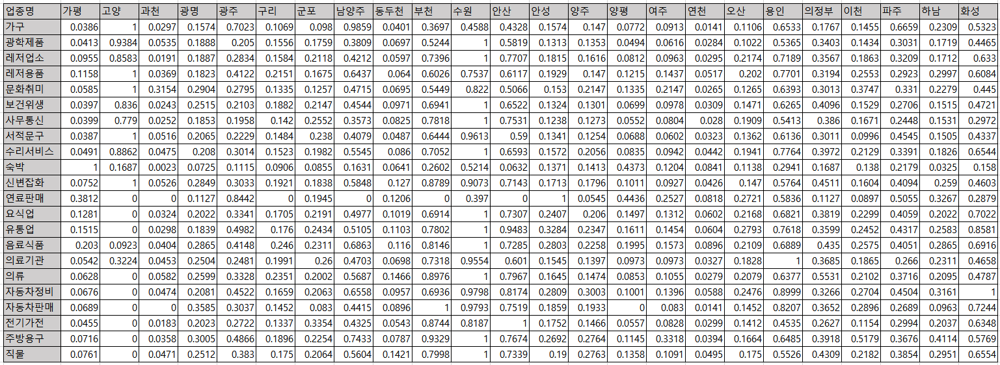 업종명 가평 고양 과천 광명 광주 구리 군포 남양주 동두천 부천 수원 안산 안성 양주 양평 여주 연천 오산 용인 의정부 이천 파주 하남 화성
가구 0.0386 1 0.0297 0.1574 0.7023 0.1069 0.098 0.9859 0.0401 0.3697 0.4588 0.4328 0.1574 0.147 0.0772 0.0913 0.0141 0.1106 0.6533 0.1767 0.1455 0.6659 0.2309 0.5323
광학제품 0.0413 0.9384 0.0535 0.1888 0.205 0.1556 0.1759 0.3809 0.0697 0.5244 1 0.5819 0.1313 0.1353 0.0494 0.0616 0.0284 0.1022 0.5365 0.3403 0.1434 0.3031 0.1719 0.4465
레저업소 0.0955 0.8583 0.0191 0.1887 0.2834 0.1584 0.2118 0.4212 0.0597 0.7396 1 0.7707 0.1815 0.1616 0.0812 0.0963 0.0295 0.2174 0.7189 0.3567 0.1863 0.3209 0.1712 0.633
레저용품 0.1158 1 0.0369 0.1823 0.4122 0.2151 0.1675 0.6437 0.064 0.6026 0.7537 0.6117 0.1929 0.147 0.1215 0.1437 0.0517 0.202 0.7701 0.3194 0.2553 0.2923 0.2997 0.6084
문화취미 0.0585 1 0.3154 0.2904 0.2795 0.1335 0.1257 0.4715 0.0695 0.5449 0.822 0.5066 0.153 0.2147 0.1335 0.2147 0.0265 0.1265 0.6393 0.3013 0.3747 0.331 0.2279 0.445
보건위생 0.0397 0.836 0.0243 0.2515 0.2103 0.1882 0.2147 0.4544 0.0971 0.6941 1 0.6522 0.1324 0.1301 0.0699 0.0978 0.0309 0.1471 0.6265 0.4096 0.1529 0.2706 0.1515 0.4721
사무통신 0.0399 0.779 0.0252 0.1853 0.1958 0.142 0.2552 0.3573 0.0825 0.7818 1 0.7531 0.1238 0.1273 0.0552 0.0804 0.028 0.1909 0.5413 0.386 0.1671 0.2448 0.1531 0.2972
서적문구 0.0387 1 0.0516 0.2065 0.2229 0.1484 0.238 0.4079 0.0487 0.6444 0.9613 0.59 0.1341 0.1254 0.0688 0.0602 0.0323 0.1362 0.6136 0.3011 0.0996 0.4545 0.1505 0.4337
수리서비스 0.0491 0.8862 0.0475 0.208 0.3014 0.1523 0.1982 0.5545 0.086 0.7052 1 0.6593 0.1572 0.2056 0.0835 0.0942 0.0442 0.1941 0.7764 0.3972 0.2129 0.3391 0.1826 0.6544
숙박 1 0.1687 0.0023 0.0725 0.1115 0.0906 0.0855 0.1631 0.0641 0.2602 0.5214 0.0632 0.1371 0.1413 0.4373 0.1204 0.0841 0.1138 0.2941 0.1687 0.138 0.2179 0.0325 0.158
신변잡화 0.0752 1 0.0526 0.2849 0.3033 0.1921 0.1838 0.5848 0.127 0.8789 0.9073 0.7143 0.1713 0.1796 0.1011 0.0927 0.0426 0.147 0.5764 0.4511 0.1604 0.4094 0.259 0.4603
연료판매 0.3812 0 0 0.1127 0.8442 0 0.1945 0 0.1206 0 0.397 0 1 0.0545 0.4436 0.2527 0.0818 0.2721 0.5836 0.1127 0.0897 0.5055 0.3267 0.2879
요식업 0.1281 0 0.0324 0.2022 0.3341 0.1705 0.2191 0.4977 0.1019 0.6914 1 0.7307 0.2407 0.206 0.1497 0.1312 0.0602 0.2168 0.6821 0.3819 0.2299 0.4059 0.2022 0.7022
유통업 0.1515 0 0.0298 0.1839 0.4982 0.176 0.2434 0.5105 0.1103 0.7802 1 0.9483 0.3284 0.2347 0.1611 0.1454 0.0604 0.2793 0.7618 0.3599 0.2452 0.4317 0.2583 0.8581
음료식품 0.203 0.0923 0.0404 0.2865 0.4148 0.246 0.2311 0.6863 0.116 0.8146 1 0.7285 0.2803 0.2258 0.1995 0.1573 0.0896 0.2109 0.6889 0.435 0.2575 0.4051 0.2865 0.6916
의료기관 0.0542 0.3224 0.0453 0.2504 0.2481 0.1991 0.26 0.4703 0.0698 0.7318 0.9554 0.601 0.1545 0.1397 0.0973 0.0973 0.0327 0.1828 1 0.3685 0.1865 0.266 0.2311 0.4658
의류 0.0628 0 0.0582 0.2599 0.3328 0.2351 0.2002 0.5687 0.1466 0.8976 1 0.7967 0.1645 0.1474 0.0853 0.1055 0.0279 0.2079 0.6377 0.5531 0.2102 0.3716 0.2095 0.4787
자동차정비 0.0676 0 0.0474 0.2081 0.4522 0.1659 0.2063 0.6558 0.0957 0.6936 0.9798 0.8174 0.2809 0.3003 0.1001 0.1396 0.0588 0.2476 0.8999 0.3266 0.2704 0.4504 0.3161 1
자동차판매 0.0689 0 0 0.3585 0.3037 0.1452 0.083 0.4415 0.0896 1 0.9793 0.7519 0.1859 0.1933 0 0.083 0.0141 0.1452 0.8207 0.3652 0.2896 0.2689 0.0963 0.7244
전기가전 0.0455 0 0.0183 0.2023 0.2722 0.1337 0.3354 0.4325 0.0543 0.8744 0.8187 1 0.1752 0.1466 0.0557 0.0828 0.0299 0.1412 0.4535 0.2627 0.1154 0.2994 0.2037 0.6348
주방용구 0.0716 0 0.0358 0.3005 0.4866 0.1896 0.2254 0.7433 0.0787 0.9329 1 0.7674 0.2692 0.2764 0.1145 0.3318 0.0394 0.1664 0.6485 0.3918 0.5179 0.3676 0.4114 0.5769
직물 0.0761 0 0.0471 0.2512 0.383 0.175 0.2064 0.5604 0.1421 0.7998 1 0.7339 0.19 0.2763 0.1358 0.1091 0.0495 0.175 0.5526 0.4309 0.2182 0.3854 0.2951 0.6554